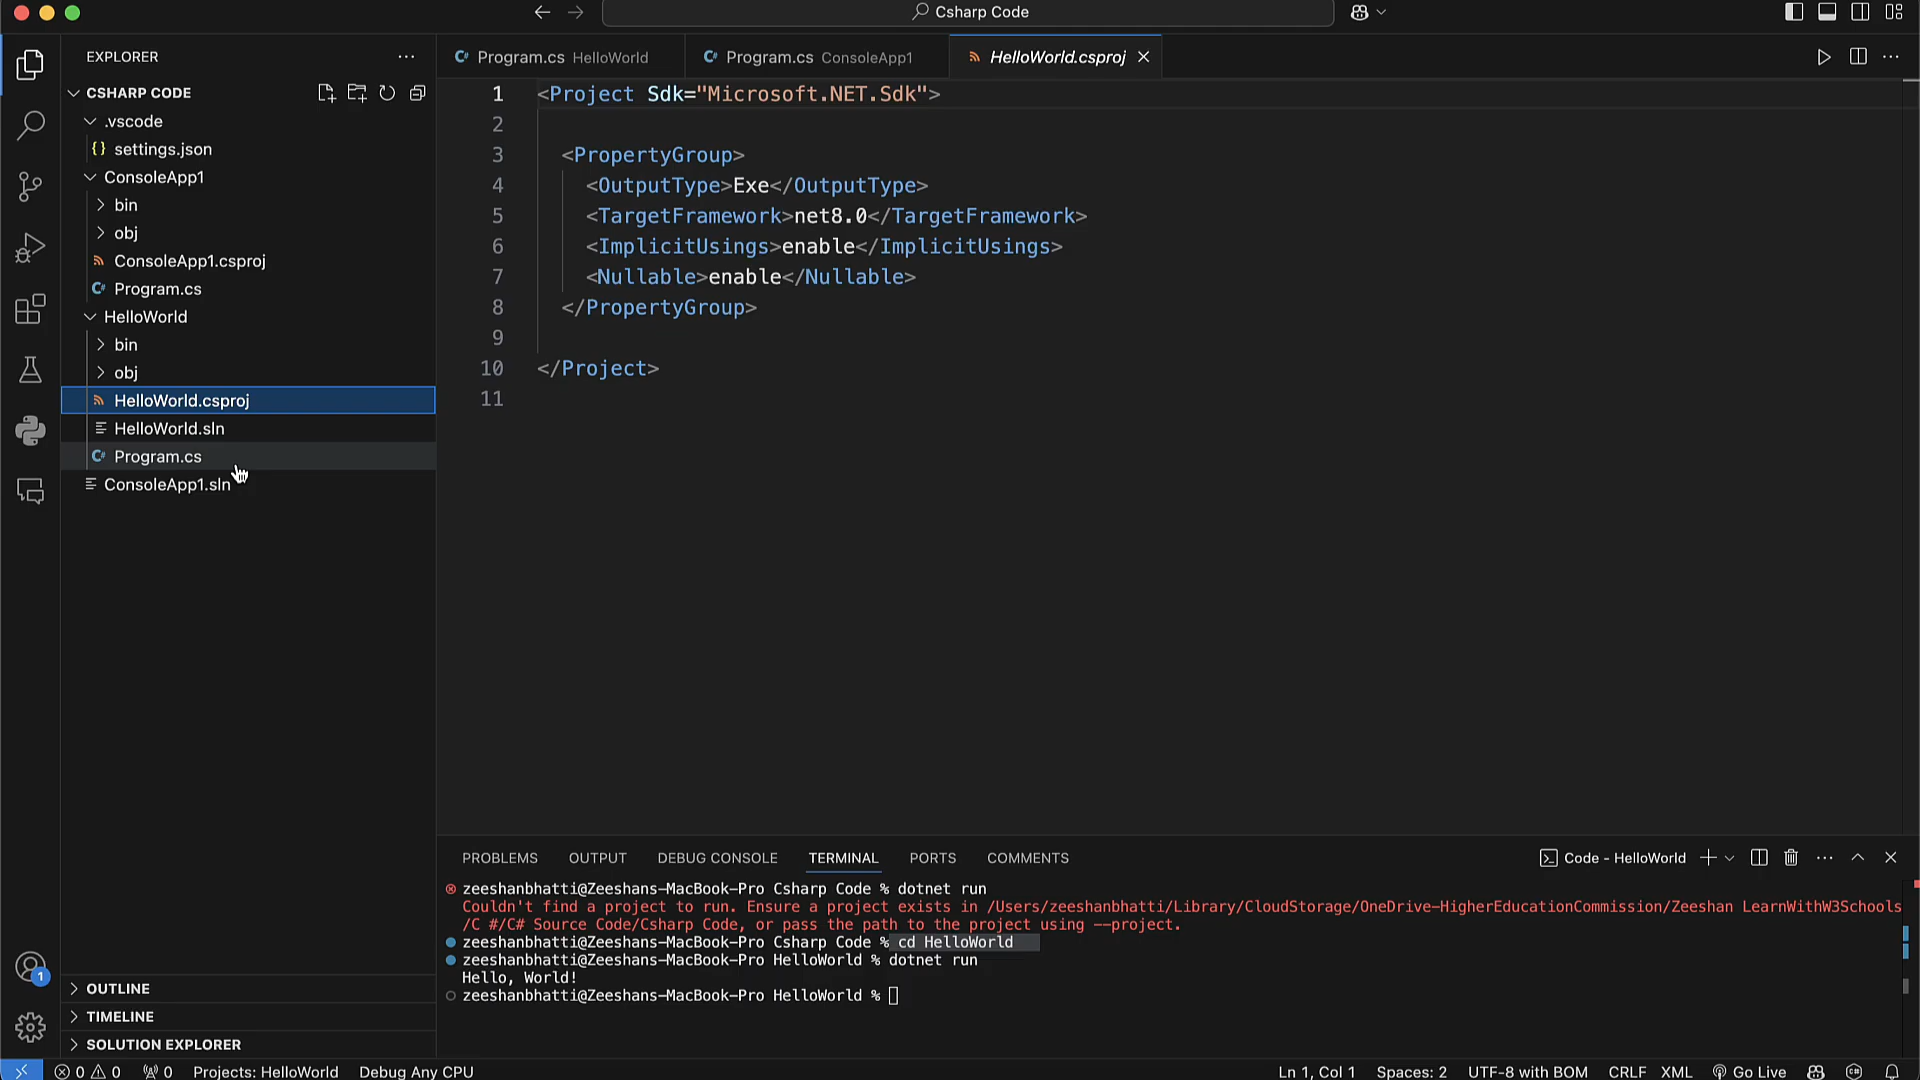 Csharp Code
EXPLORER
CSHARP CODE
.vscode
{} settings.json
ConsoleApp1
bin
obj
ConsoleApp1.csproj
C# Program.cs
HelloWorld
bin
obj
HelloWorld.csproj
HelloWorld.sln
C# Program.cs
ConsoleApp1.sln
OUTLINE
TIMELINE
SOLUTION EXPLORER
1
C# Program.cs HelloWorld
C# Program.cs ConsoleApp1
HelloWorld.csproj
1 <Project Sdk="Microsoft.NET.Sdk">
2
3 <PropertyGroup>
4 <OutputType>Exe</OutputType>
5 <TargetFramework>net8.0</TargetFramework>
6 <ImplicitUsings>enable</ImplicitUsings>
7 <Nullable>enable</Nullable>
8 </PropertyGroup>
9
10 </Project>
11
PROBLEMS OUTPUT DEBUG CONSOLE TERMINAL PORTS COMMENTS
Code - HelloWorld
zeeshanbhatti@Zeeshans-MacBook-Pro Csharp Code % dotnet run
Couldn't find a project to run. Ensure a project exists in /Users/zeeshanbhatti/Library/CloudStorage/OneDrive-HigherEducationCommission/Zeeshan LearnWithW3Schools
/C #/C# Source Code/Csharp Code, or pass the path to the project using --project.
zeeshanbhatti@Zeeshans-MacBook-Pro Csharp Code % cd HelloWorld
zeeshanbhatti@Zeeshans-MacBook-Pro HelloWorld % dotnet run
Hello, World!
zeeshanbhatti@Zeeshans-MacBook-Pro HelloWorld %
0 0 0 Projects: HelloWorld Debug Any CPU
Ln 1, Col 1 Spaces: 2 UTF-8 with BOM CRLF XML Go Live